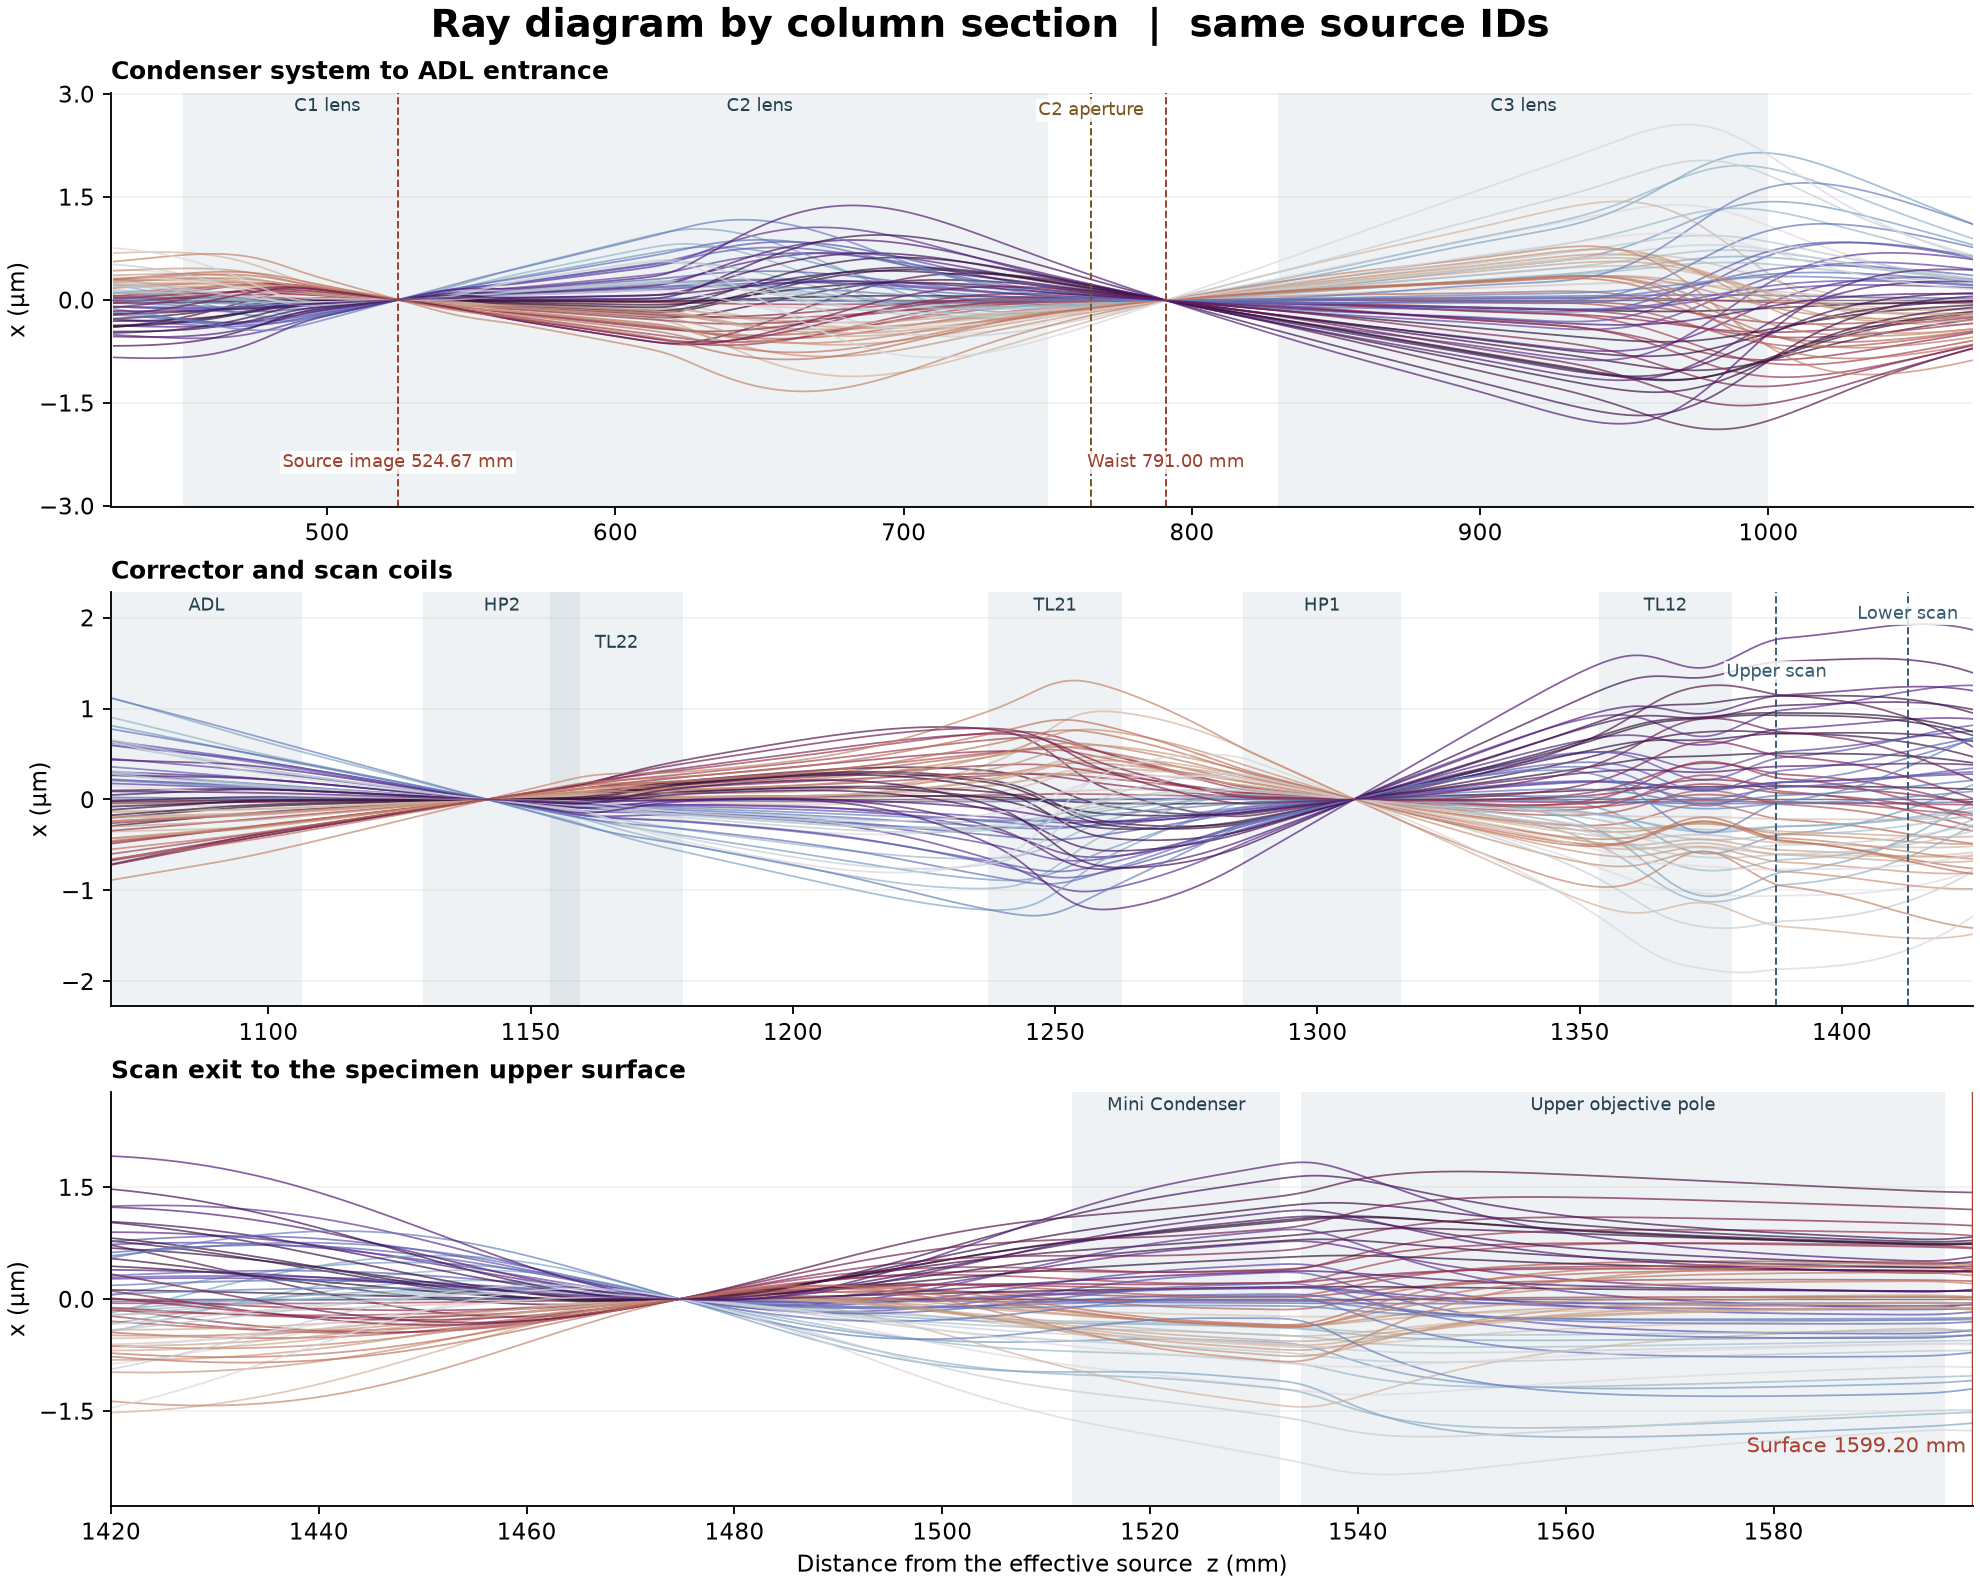 Ray diagram by column section | same source IDs
Condenser system to ADL entrance
C1 lens
C2 lens
C2 aperture
C3 lens
3.0
1.5
0.0
−1.5
−3.0
x (μm)
Source image 524.67 mm
Waist 791.00 mm
500
600
700
800
900
1000
Corrector and scan coils
ADL
HP2
TL22
TL21
HP1
TL12
Lower scan
Upper scan
2
1
0
−1
−2
x (μm)
1100
1150
1200
1250
1300
1350
1400
Scan exit to the specimen upper surface
Mini Condenser
Upper objective pole
1.5
0.0
−1.5
x (μm)
Surface 1599.20 mm
1420
1440
1460
1480
1500
1520
1540
1560
1580
Distance from the effective source z (mm)